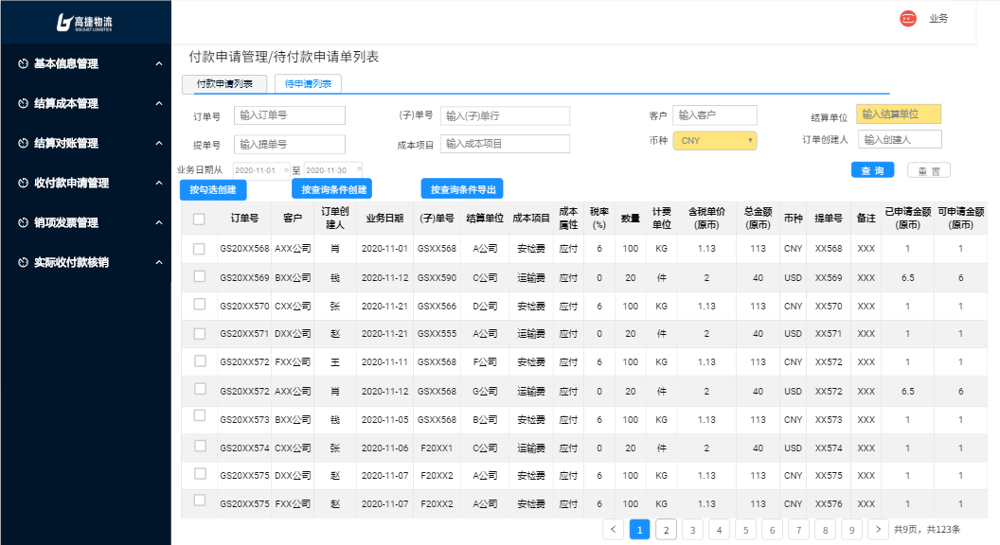 高捷物流
GOLDJET LOGISTICS
业务
基本信息管理
结算成本管理
结算对账管理
收付款申请管理
销项发票管理
实际收付款核销
付款申请管理/待付款申请单列表
付款申请列表 待申请列表
订单号 输入订单号 (子)单号 输入(子)单行 客户 输入客户 结算单位 输入结算单位
提单号 输入提单号 成本项目 输入成本项目 币种 CNY 订单创建人 输入创建人
业务日期从 2020-11-01 至 2020-11-30 查 询 重 置
按勾选创建 按查询条件创建 按查询条件导出
订单号 客户 订单创建人 业务日期 (子)单号 结算单位 成本项目 成本属性 税率(%) 数量 计费单位 含税单价(原币) 总金额(原币) 币种 提单号 备注 已申请金额(原币) 可申请金额(原币)
GS20XX568 AXX公司 肖 2020-11-01 GSXX568 A公司 安检费 应付 6 100 KG 1.13 113 CNY XX568 XXX 1 1
GS20XX569 BXX公司 钱 2020-11-12 GSXX590 C公司 运输费 应付 0 20 件 2 40 USD XX569 XXX 6.5 6
GS20XX570 CXX公司 张 2020-11-21 GSXX566 D公司 安检费 应付 6 100 KG 1.13 113 CNY XX570 XXX 1 1
GS20XX571 DXX公司 赵 2020-11-21 GSXX555 A公司 运输费 应付 0 20 件 2 40 USD XX571 XXX 1 1
GS20XX572 FXX公司 王 2020-11-11 GSXX568 F公司 安检费 应付 6 100 KG 1.13 113 CNY XX572 XXX 1 1
GS20XX572 AXX公司 肖 2020-11-12 GSXX568 G公司 运输费 应付 0 20 件 2 40 USD XX572 XXX 6.5 6
GS20XX573 BXX公司 钱 2020-11-05 GSXX568 B公司 安检费 应付 6 100 KG 1.13 113 CNY XX573 XXX 1 1
GS20XX574 CXX公司 张 2020-11-06 F20XX1 C公司 运输费 应付 0 20 件 2 40 USD XX574 XXX 1 1
GS20XX575 DXX公司 赵 2020-11-07 F20XX2 A公司 安检费 应付 6 100 KG 1.13 113 CNY XX575 XXX 1 1
GS20XX575 FXX公司 赵 2020-11-07 F20XX2 A公司 安检费 应付 6 100 KG 1.13 113 CNY XX576 XXX 1 1
< 1 2 3 4 5 6 7 8 9 > 共9页，共123条